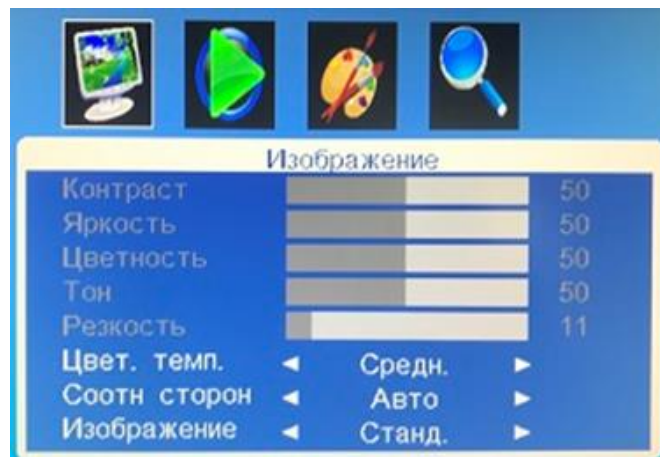 Изображение
Контраст 50
Яркость 50
Цветность 50
Тон 50
Резкость 11
Цвет. темп. ◄ Средн. ►
Соотн сторон ◄ Авто ►
Изображение ◄ Станд. ►